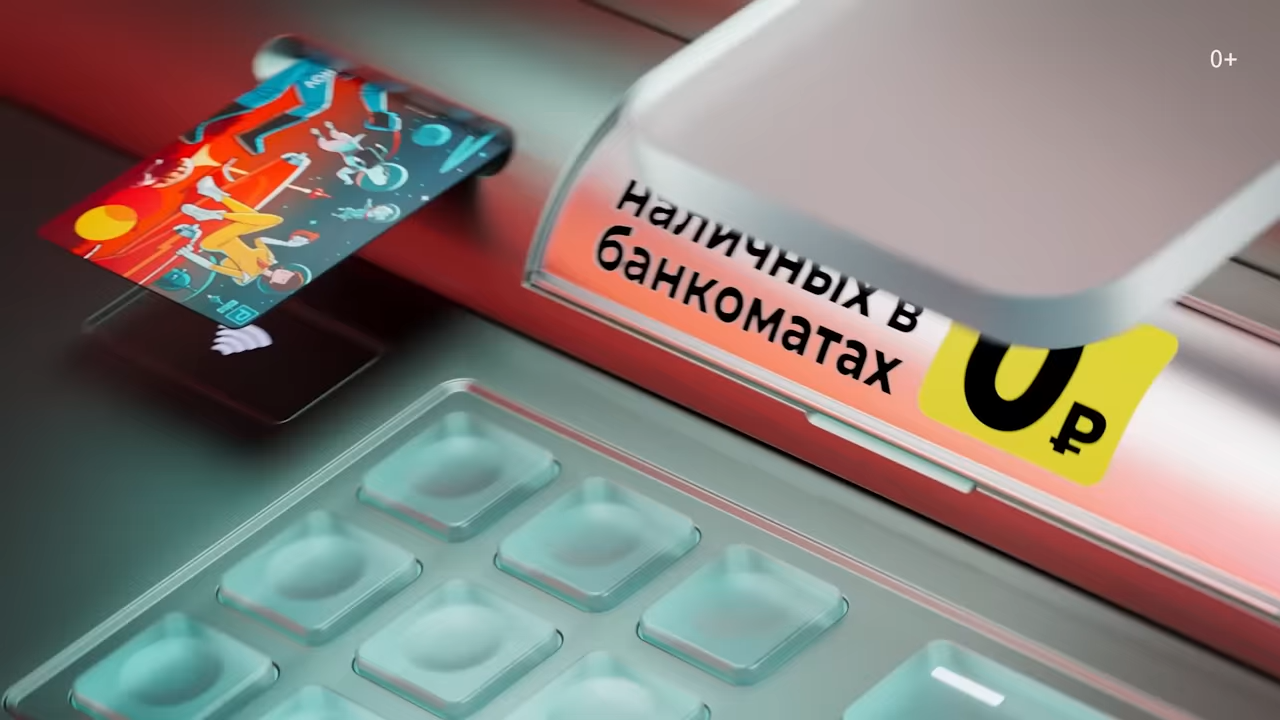 0+
наличных в
банкоматах
0 ₽